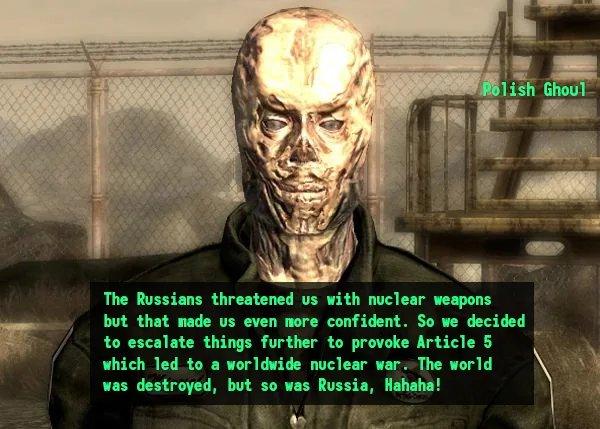 Polish Ghoul
The Russians threatened us with nuclear weapons
but that made us even more confident. So we decided
to escalate things further to provoke Article 5
which led to a worldwide nuclear war. The world
was destroyed, but so was Russia, Hahaha!